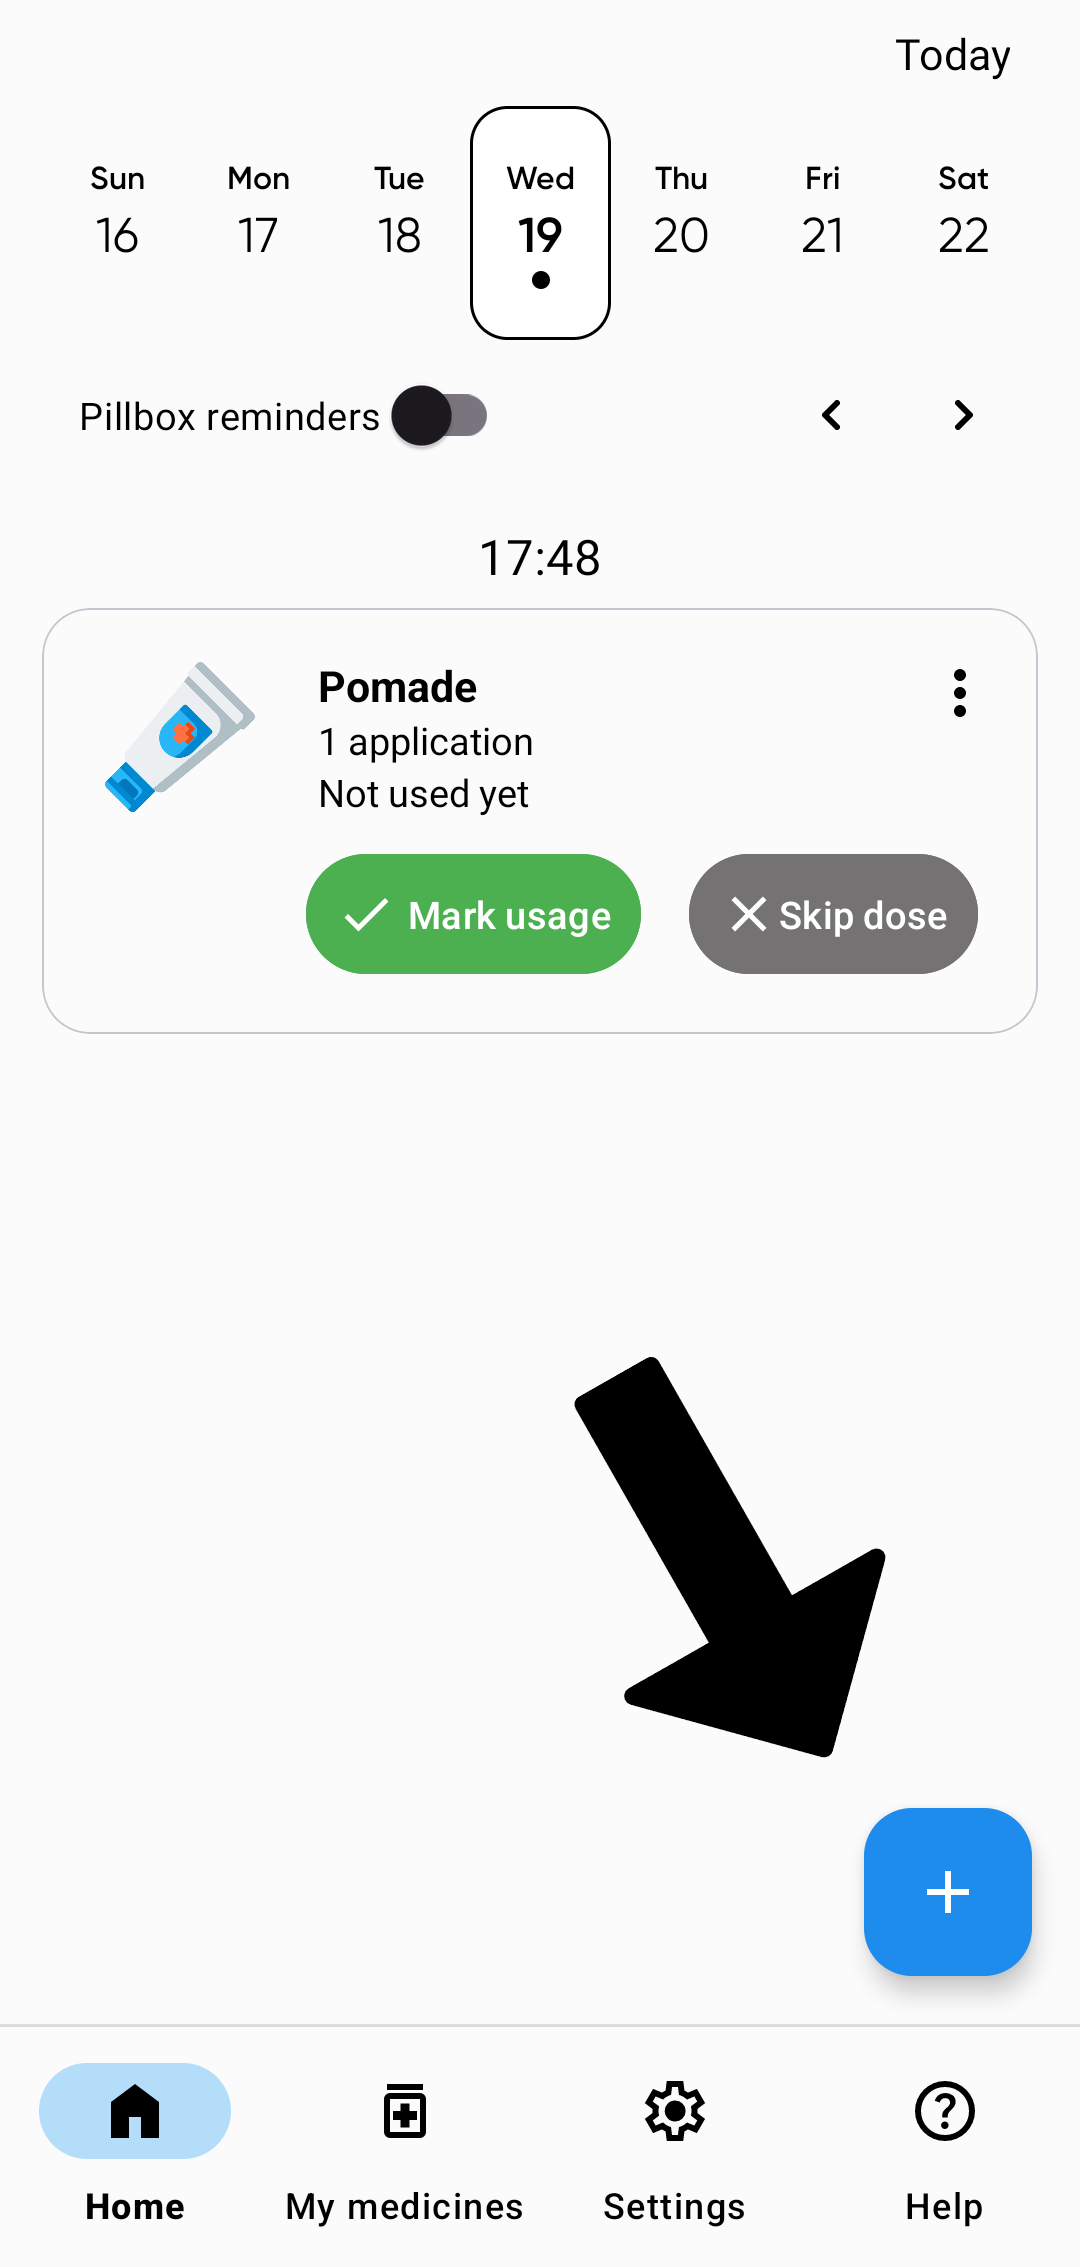 Today
Sun Mon Tue Wed Thu Fri Sat
16 17 18 19 20 21 22
Pillbox reminders
17:48
Pomade
1 application
Not used yet
Mark usage Skip dose
Home My medicines Settings Help